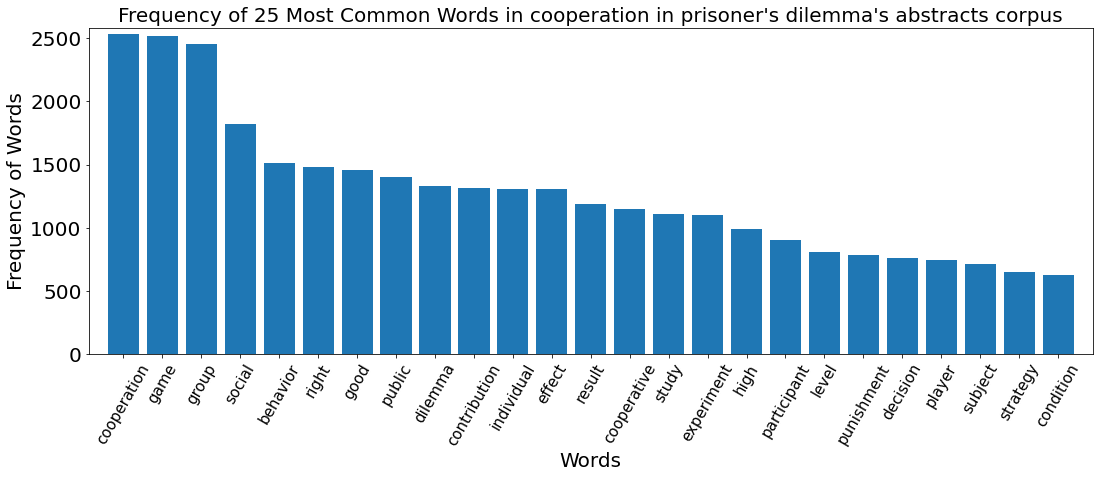 Frequency of 25 Most Common Words in cooperation in prisoner's dilemma's abstracts corpus
Frequency of Words
2500
2000
1500
1000
500
0
cooperation
game
group
social
behavior
right
good
public
dilemma
contribution
individual
effect
result
cooperative
study
experiment
high
participant
level
punishment
decision
player
subject
strategy
condition
Words